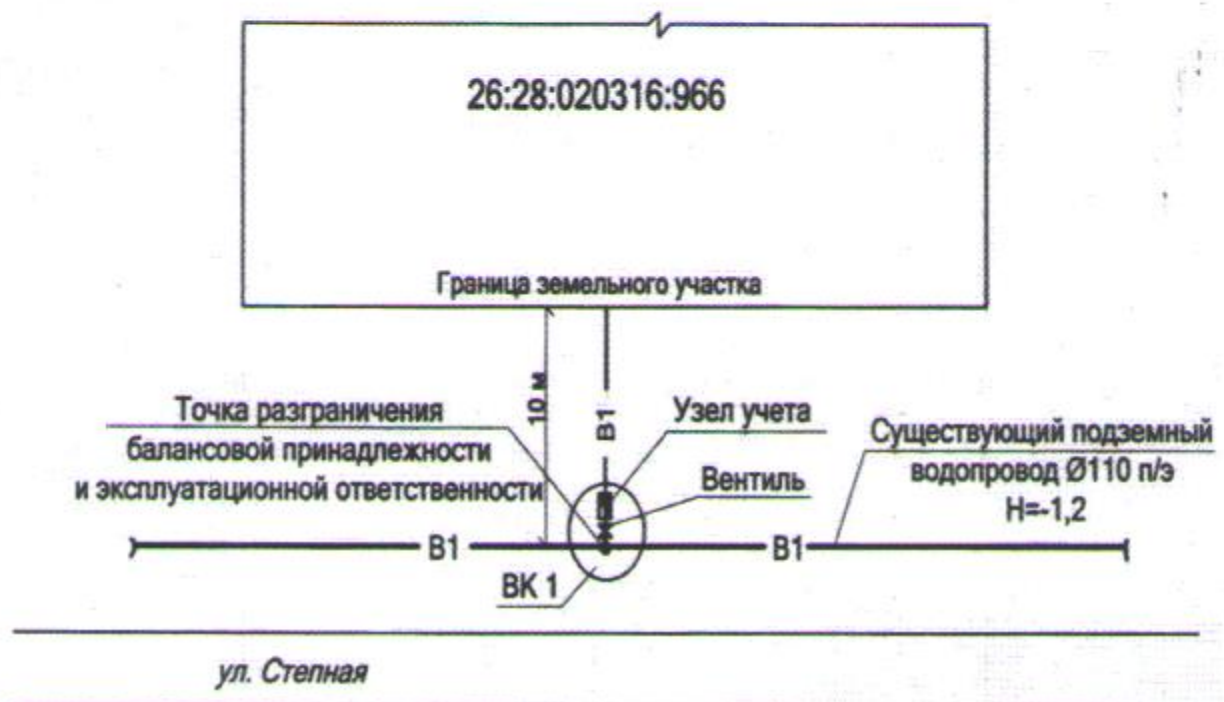 26:28:020316:966
Граница земельного участка
10 м
В1
Точка разграничения
балансовой принадлежности
и эксплуатационной ответственности
Узел учета
Вентиль
Существующий подземный
водопровод Ø110 п/э
Н=-1,2
В1
В1
ВК 1
ул. Степная